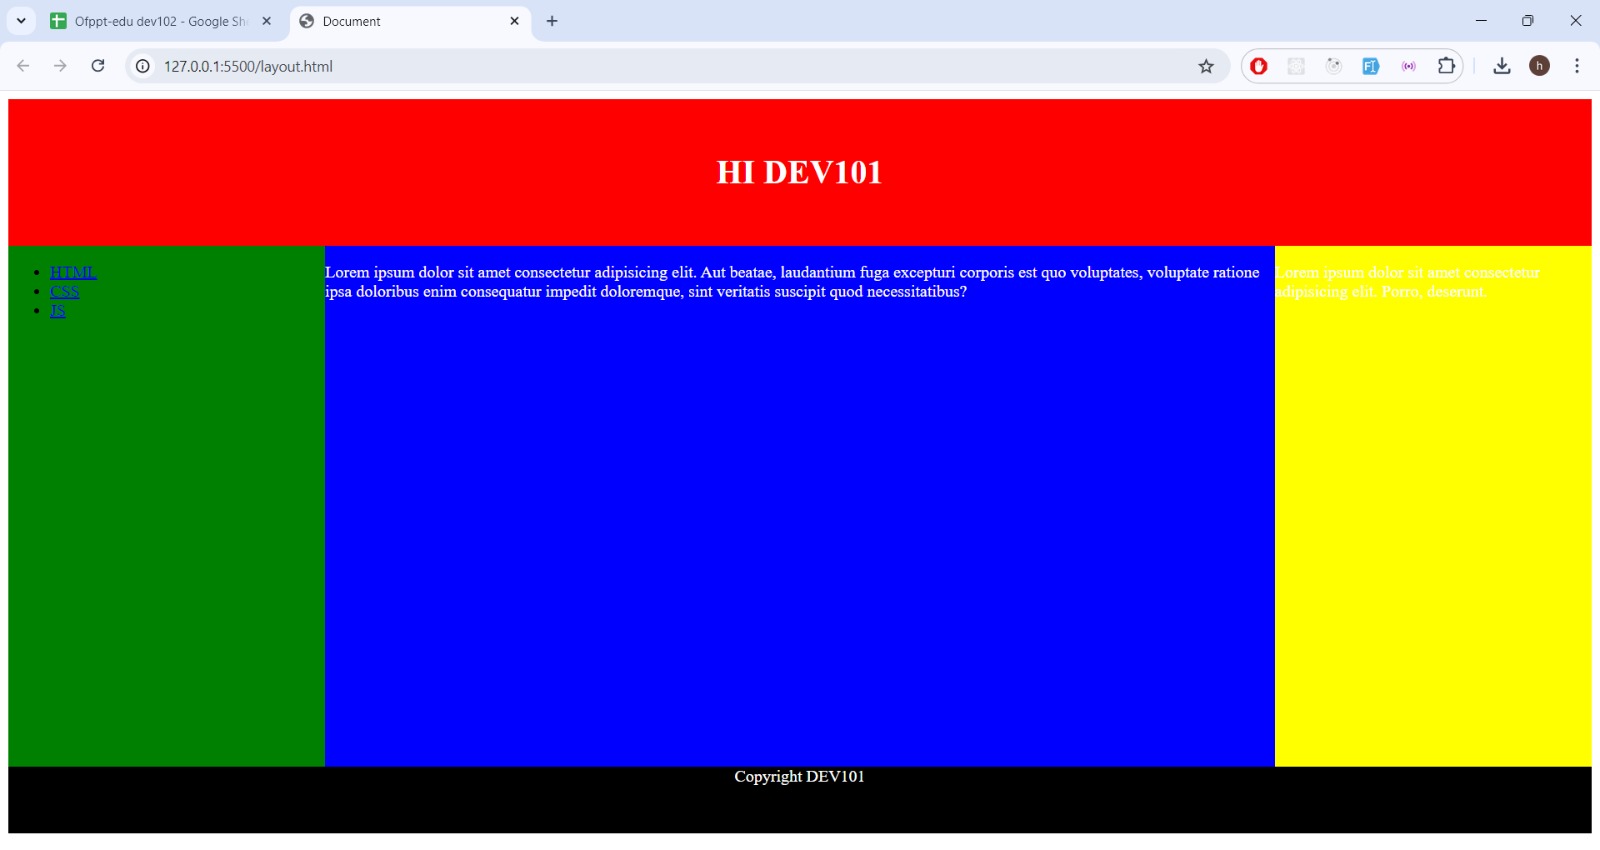 Ofppt-edu dev102 - Google She
Document
127.0.0.1:5500/layout.html
h
HI DEV101
HTML
CSS
JS
Lorem ipsum dolor sit amet consectetur adipisicing elit. Aut beatae, laudantium fuga excepturi corporis est quo voluptates, voluptate ratione
ipsa doloribus enim consequatur impedit doloremque, sint veritatis suscipit quod necessitatibus?
Lorem ipsum dolor sit amet consectetur
adipisicing elit. Porro, deserunt.
Copyright DEV101